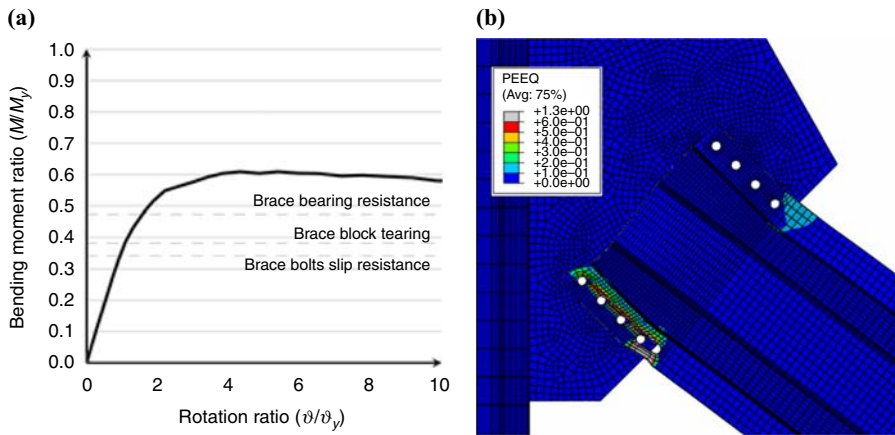 (a)
Bending moment ratio (M/My)
1.0
0.9
0.8
0.7
0.6
0.5
0.4
0.3
0.2
0.1
0.0
Brace bearing resistance
Brace block tearing
Brace bolts slip resistance
0 2 4 6 8 10
Rotation ratio (ϑ/ϑy)
(b)
PEEQ
(Avg: 75%)
+1.3e+00
+6.0e−01
+5.0e−01
+4.0e−01
+3.0e−01
+2.0e−01
+1.0e−01
+0.0e+00